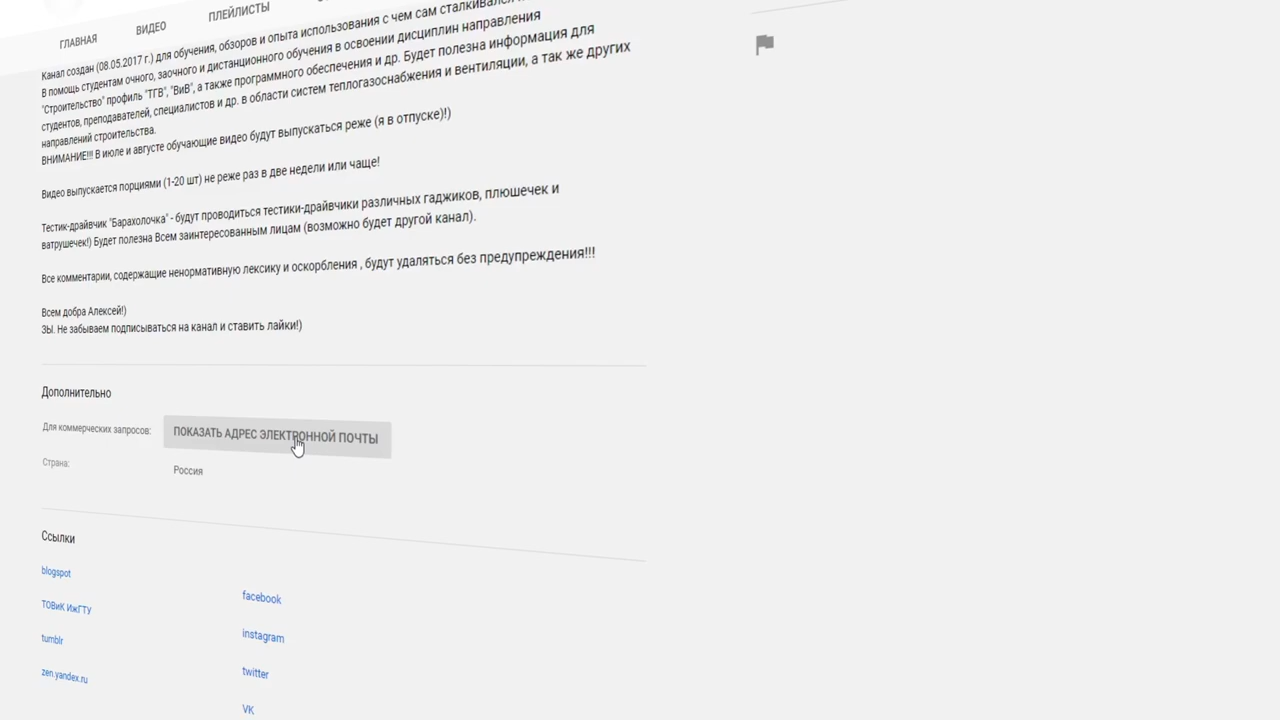 ГЛАВНАЯ ВИДЕО ПЛЕЙЛИСТЫ
Канал создан (08.05.2017 г.) для обучения, обзоров и опыта использования с чем сам сталкивался
В помощь студентам очного, заочного и дистанционного обучения в освоении дисциплин направления
"Строительство" профиль "ТГВ", "ВиВ", а также программного обеспечения и др. Будет полезна информация для
студентов, преподавателей, специалистов и др. в области систем теплогазоснабжения и вентиляции, а так же других
направлений строительства.
ВНИМАНИЕ!!! В июле и августе обучающие видео будут выпускаться реже (я в отпуске)!)
Видео выпускается порциями (1-20 шт) не реже раз в две недели или чаще!
Тестик-драйвчик "Барахолочка" - будут проводиться тестики-драйвчики различных гаджиков, плюшечек и
ватрушечек!) Будет полезна Всем заинтересованным лицам (возможно будет другой канал).
Все комментарии, содержащие ненормативную лексику и оскорбления , будут удаляться без предупреждения!!!
Всем добра Алексей!)
ЗЫ. Не забываем подписываться на канал и ставить лайки!)
Дополнительно
Для коммерческих запросов: ПОКАЗАТЬ АДРЕС ЭЛЕКТРОННОЙ ПОЧТЫ
Страна: Россия
Ссылки
blogspot
facebook
ТОВиК ИжГТУ
instagram
tumblr
twitter
zen.yandex.ru
VK